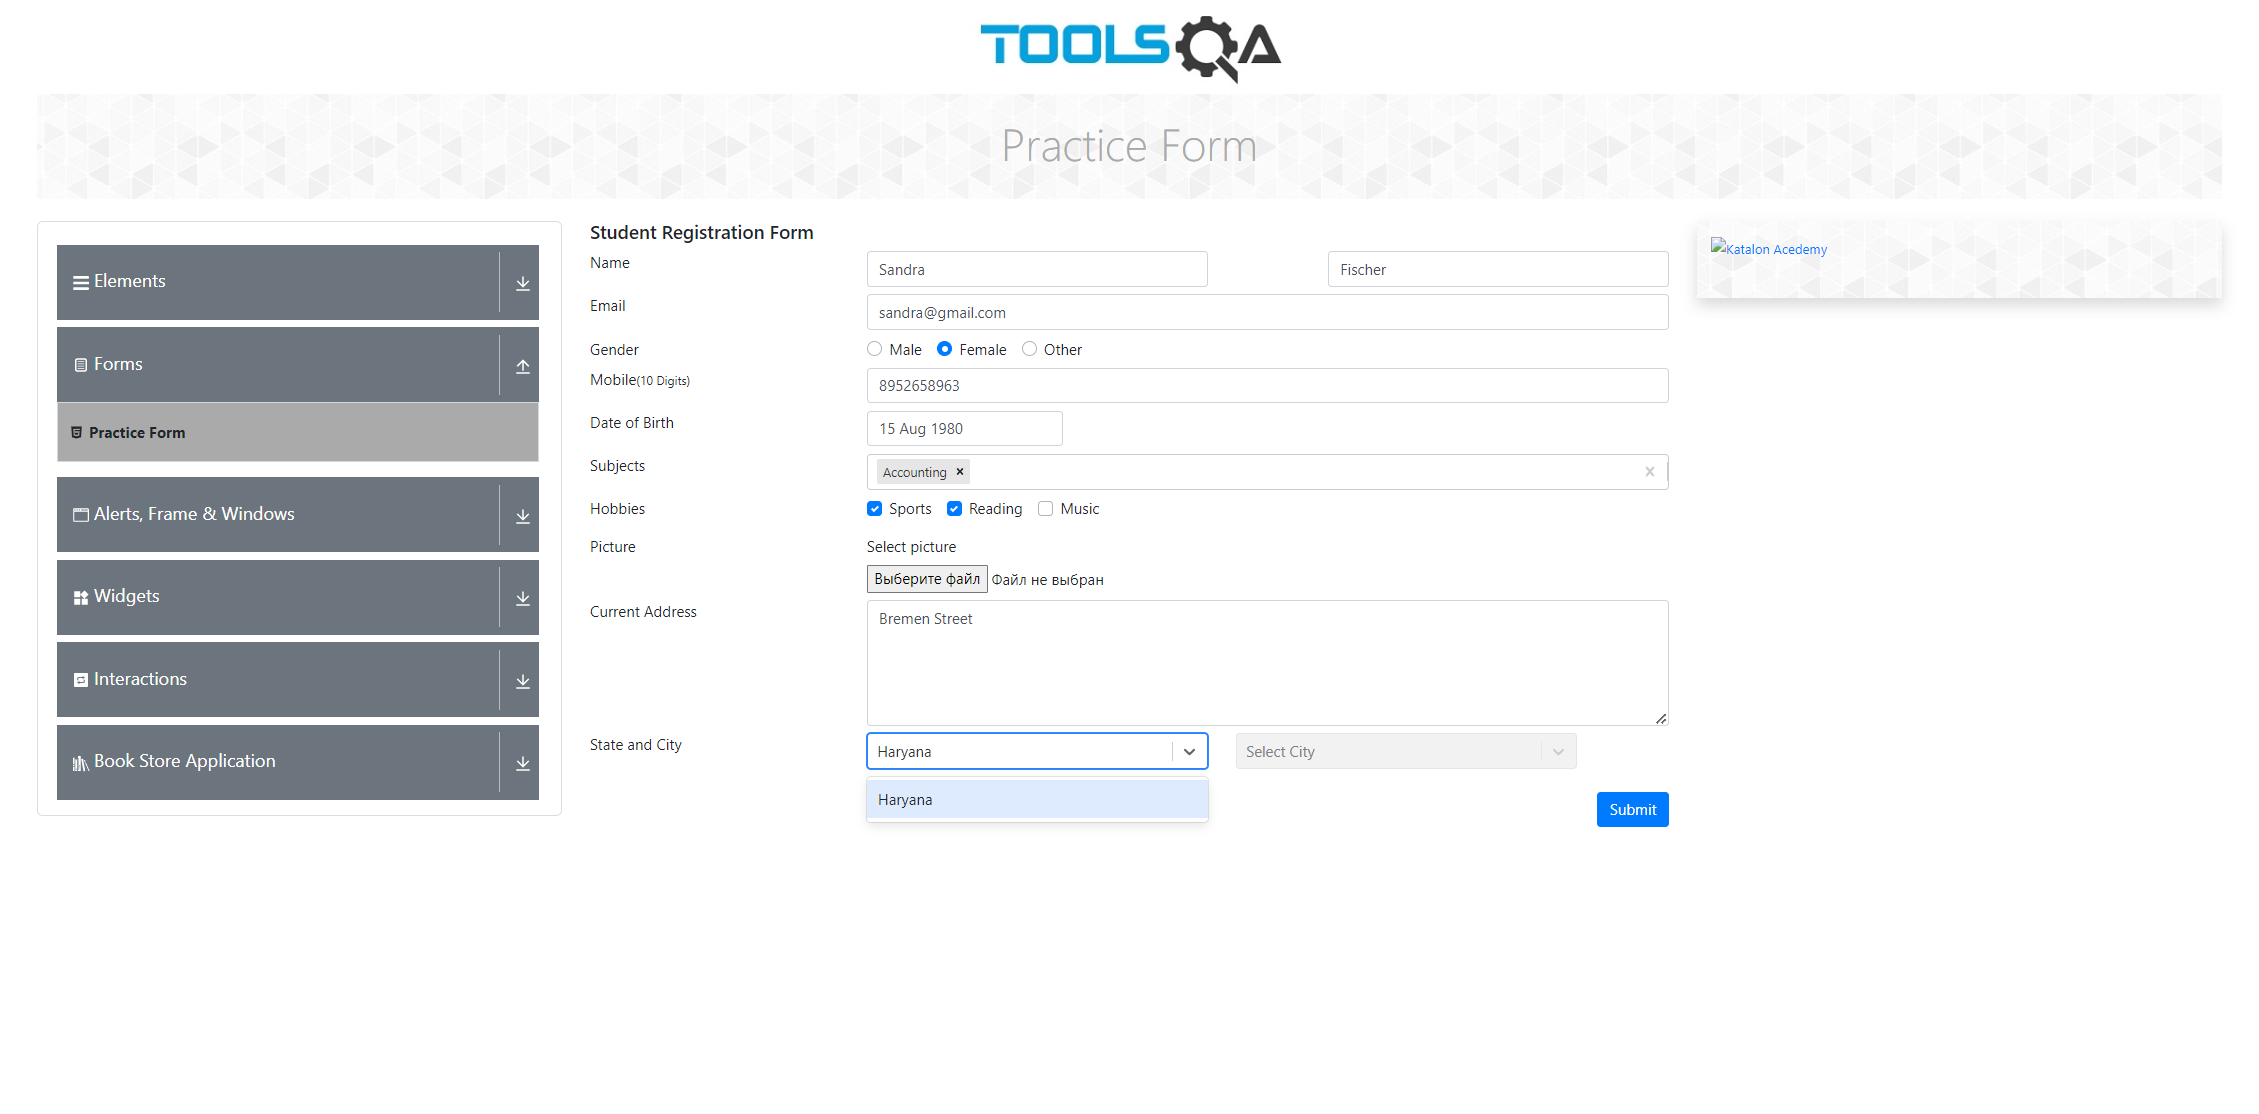 TOOLSQA
Practice Form
Elements
Forms
Practice Form
Alerts, Frame & Windows
Widgets
Interactions
Book Store Application
Student Registration Form
Name
Sandra
Fischer
Email
sandra@gmail.com
Gender
Male Female Other
Mobile(10 Digits)
8952658963
Date of Birth
15 Aug 1980
Subjects
Accounting
Hobbies
Sports Reading Music
Picture
Select picture
Выберите файл Файл не выбран
Current Address
Bremen Street
State and City
Haryana
Select City
Haryana
Submit
Katalon Acedemy